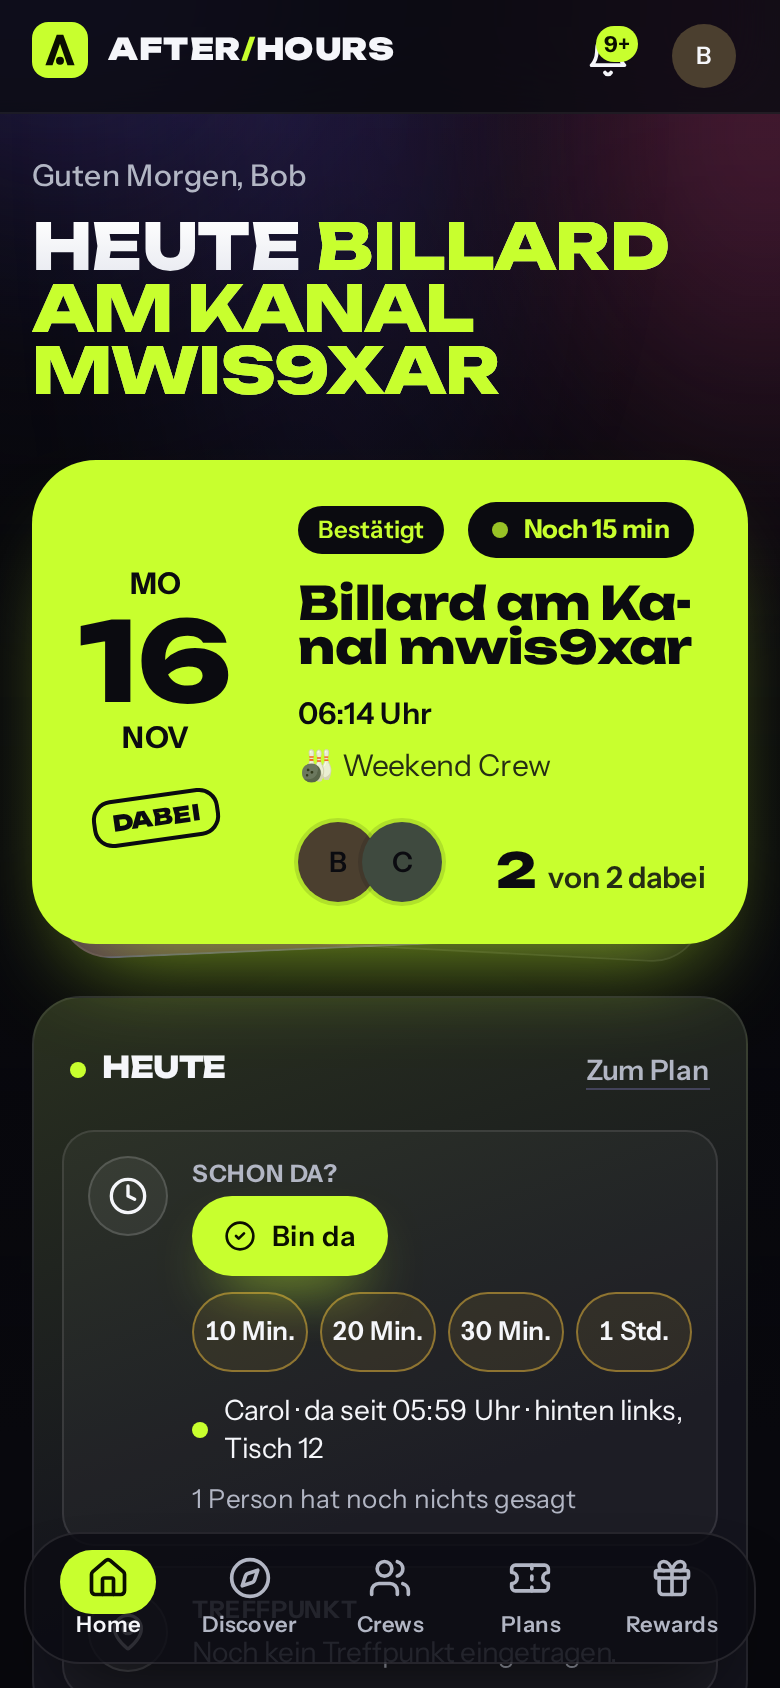 AFTER/HOURS
9+
B
Guten Morgen, Bob
HEUTE BILLARD
AM KANAL
MWIS9XAR
Bestätigt
Noch 15 min
MO
16
NOV
DABEI
Billard am Ka-
nal mwis9xar
06:14 Uhr
Weekend Crew
B
C
2 von 2 dabei
HEUTE
Zum Plan
SCHON DA?
Bin da
10 Min.
20 Min.
30 Min.
1 Std.
Carol · da seit 05:59 Uhr · hinten links,
Tisch 12
1 Person hat noch nichts gesagt
TREFFPUNKT
Noch kein Treffpunkt eingetragen.
Home
Discover
Crews
Plans
Rewards